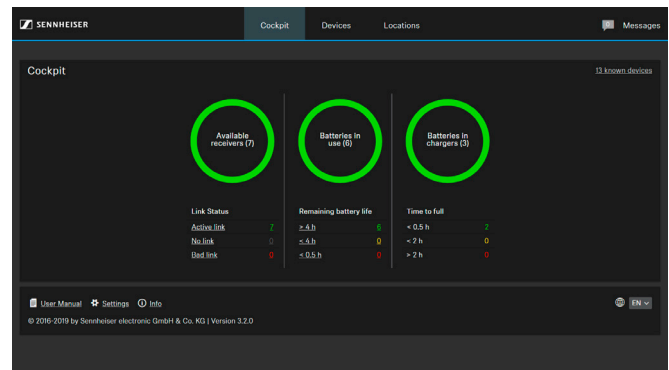 SENNHEISER
Cockpit Devices Locations
0 Messages
Cockpit
13 known devices
Available
receivers (7)
Batteries in
use (6)
Batteries in
chargers (3)
Link Status
Active link 7
No link 0
Bad link 0
Remaining battery life
≥ 4 h 6
≤ 4 h 0
≤ 0.5 h 0
Time to full
< 0.5 h 2
< 2 h 0
> 2 h 0
User Manual Settings Info
EN
© 2016-2019 by Sennheiser electronic GmbH & Co. KG | Version 3.2.0